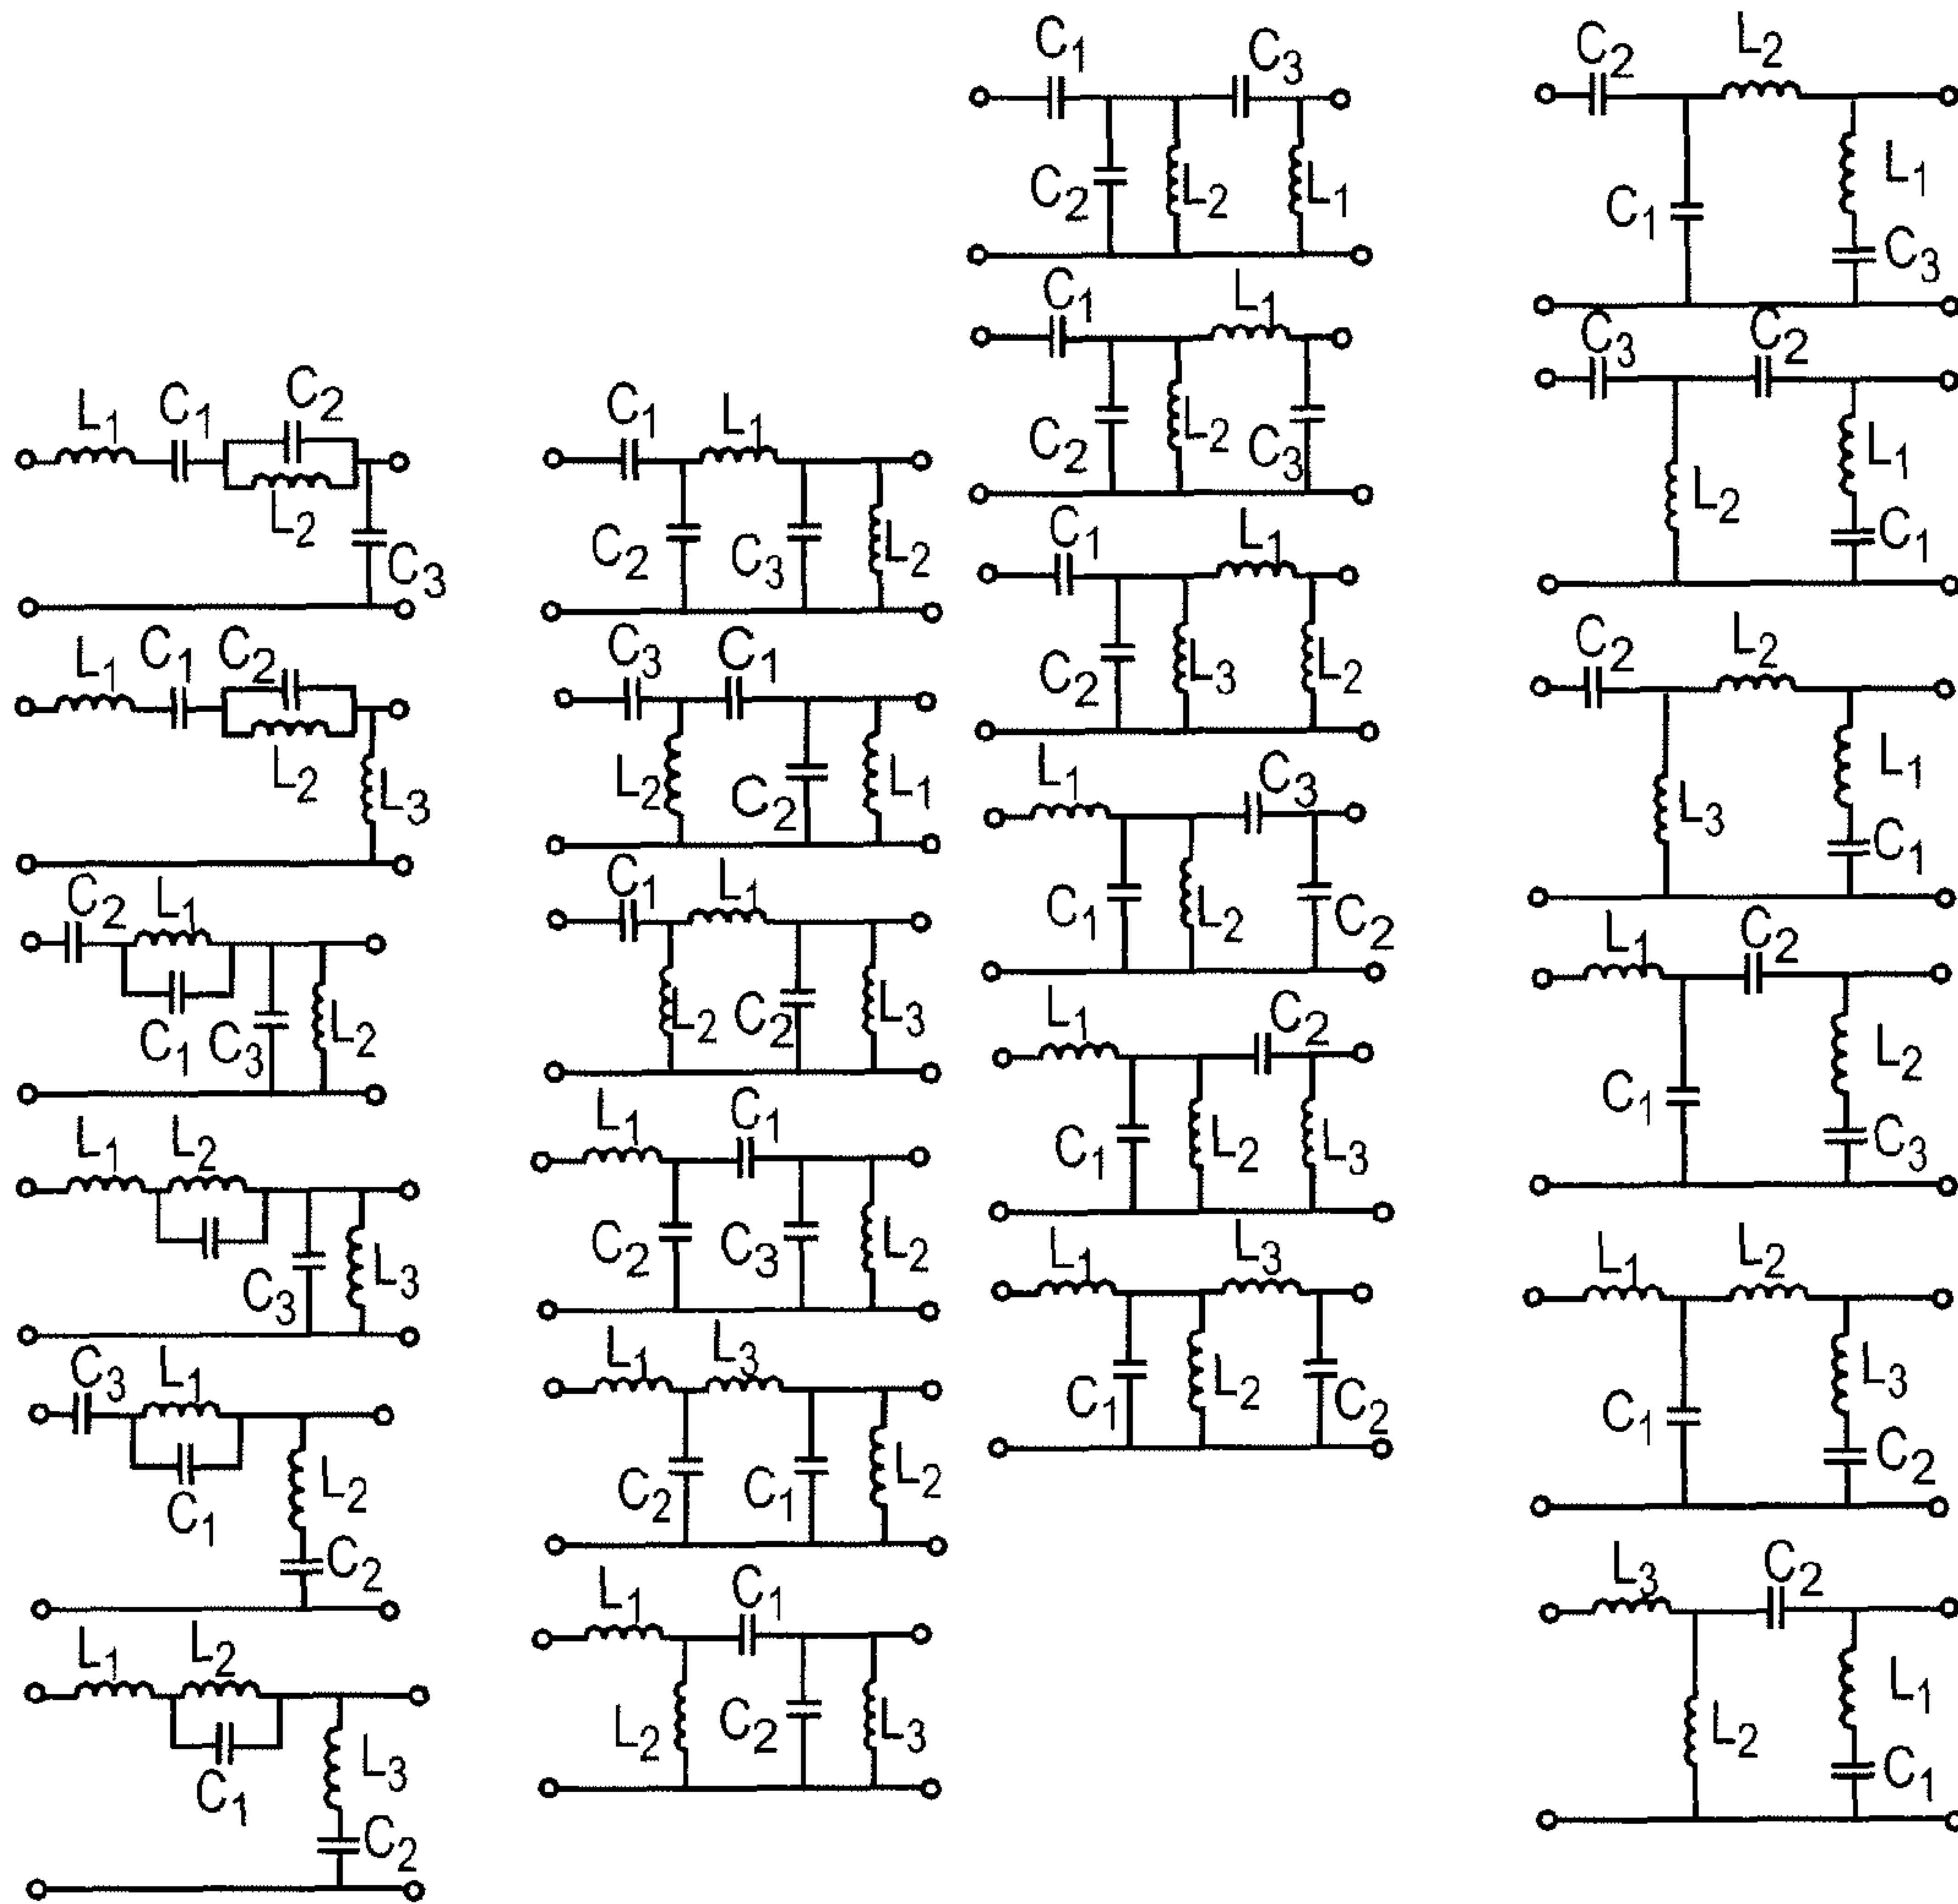 L1 C1 C2
L2 C3
L1 C1 C2
L2 L3
C2 L1
C1 C3 L2
L1 L2
C3 L3
C3 L1
C1 L2
C2
L1 L2
C1 L3
C2
C1 L1
C2 C3 L2
C3 C1
L2 C2 L1
C1 L1
L2 C2 L3
L1 C1
C2 C3 L2
L1 L3
C2 C1 L2
L1 C1
L2 C2 L3
C1 C3
C2 L2 L1
C1 L1
C2 L2 C3
C1 L1
C2 L3 L2
L1 C3
C1 L2 C2
L1 C2
C1 L2 L3
L1 L3
C1 L2 C2
C2 L2
C1 L1
C3
C3 C2
L2 L1
C1
C2 L2
L3 L1
C1
L1 C2
C1 L2
C3
L1 L2
C1 L3
C2
L3 C2
L2 L1
C1